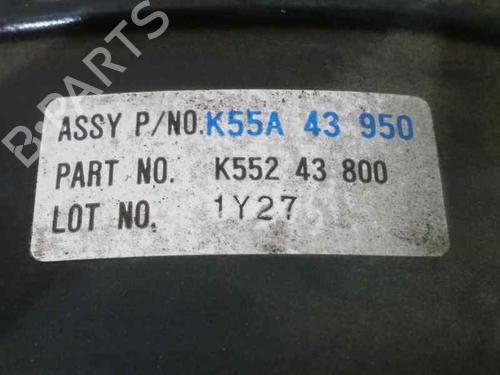 B-PARTS
ASSY P/NO. K55A 43 950
PART NO. K552 43 800
LOT NO. 1Y27